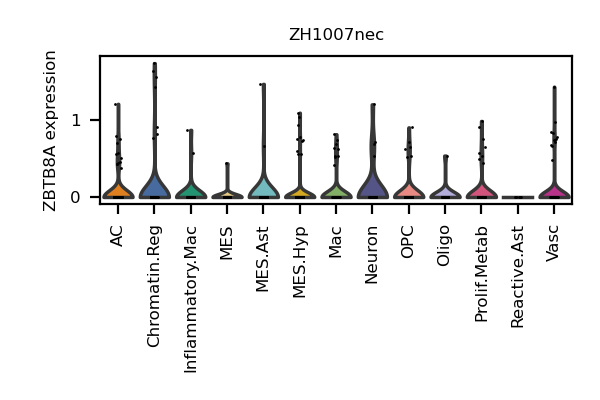 ZH1007nec
ZBTB8A expression
1
0
AC
Chromatin.Reg
Inflammatory.Mac
MES
MES.Ast
MES.Hyp
Mac
Neuron
OPC
Oligo
Prolif.Metab
Reactive.Ast
Vasc